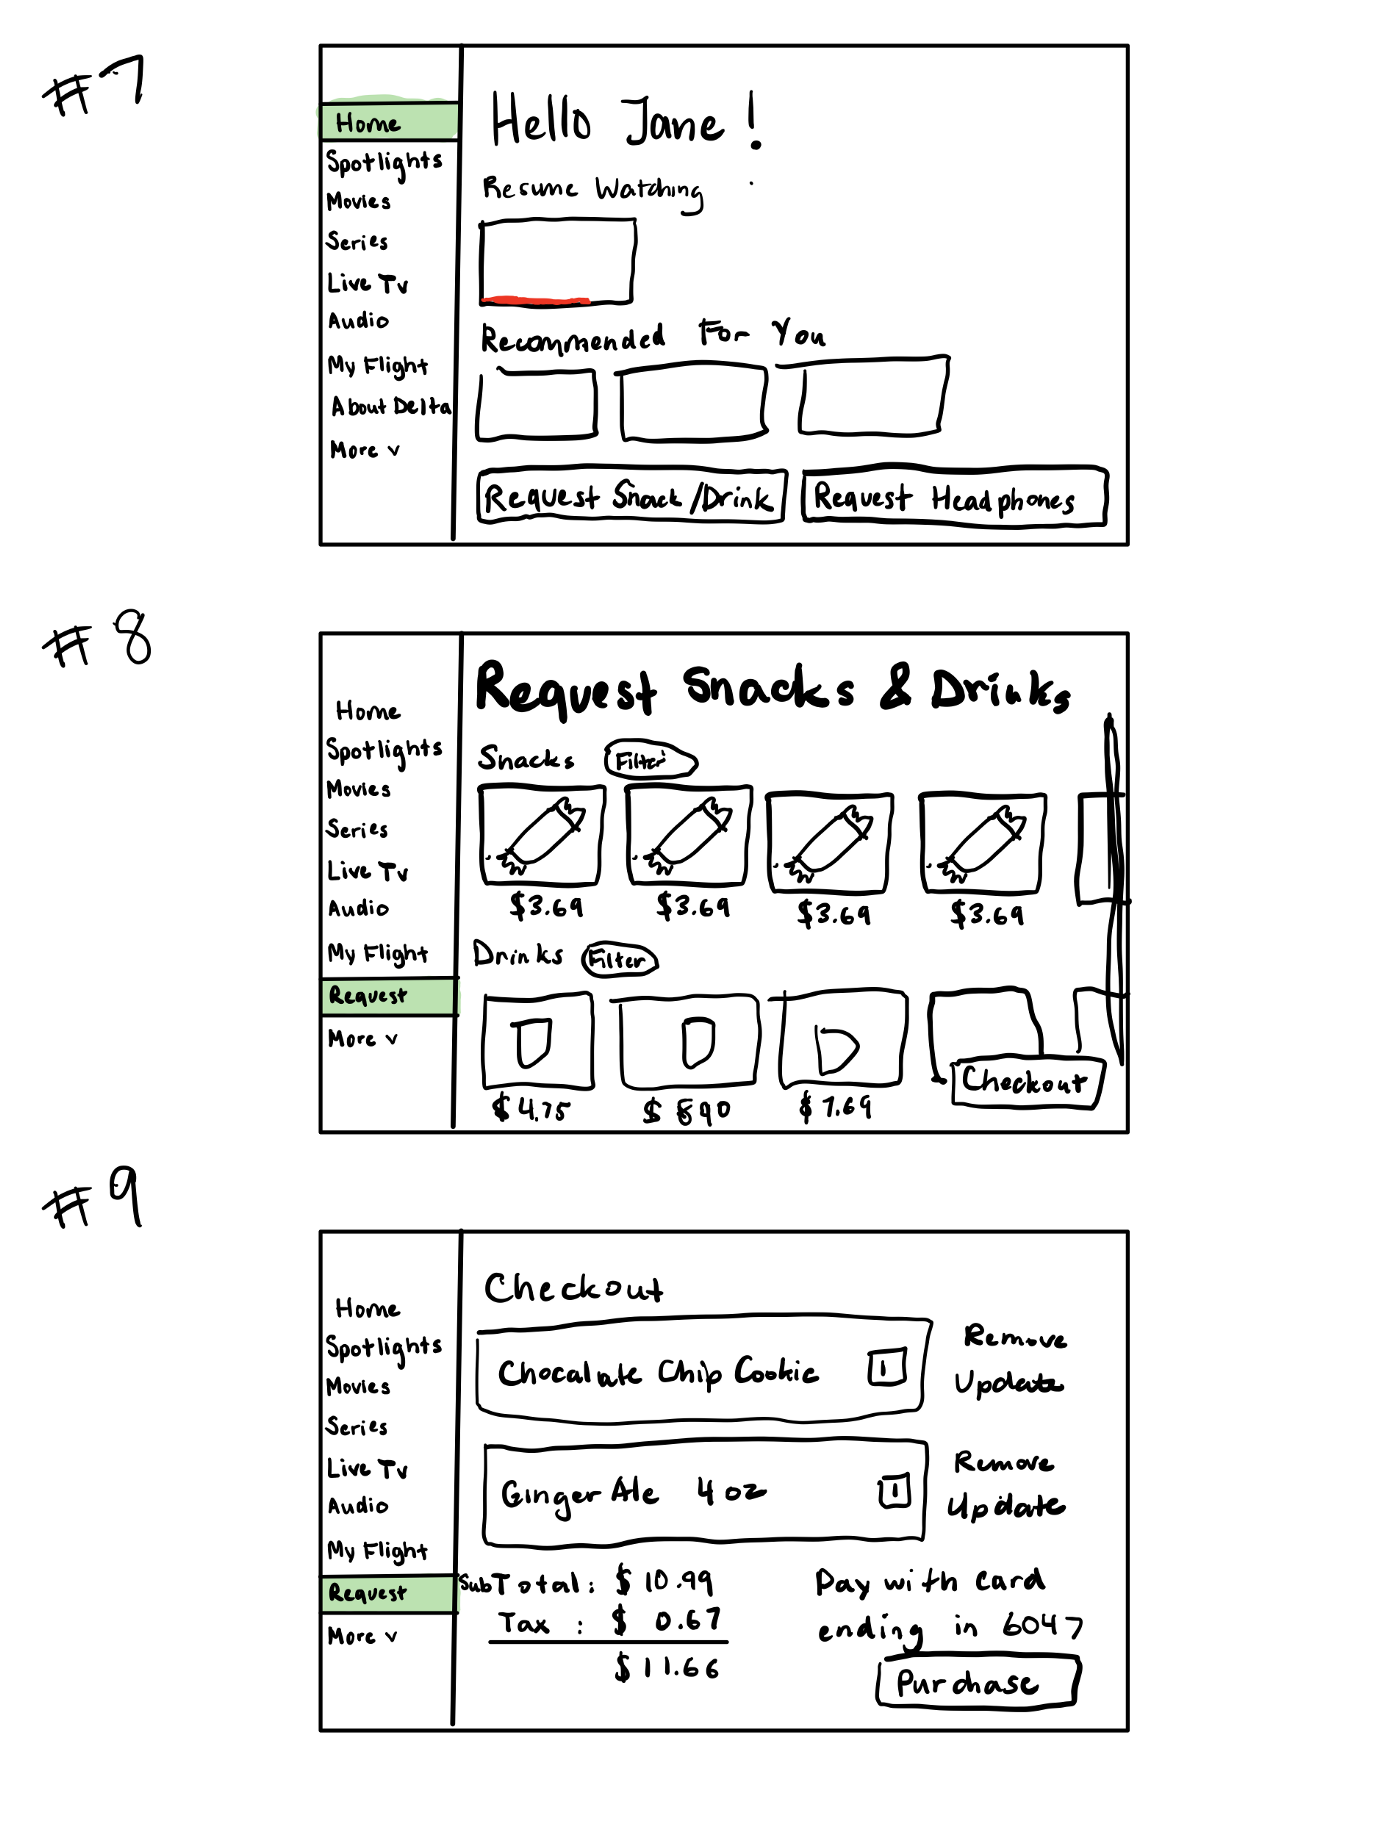 #7
Home
Spotlights
Movies
Series
Live Tv
Audio
My Flight
About Delta
More v
Hello Jane!
Resume Watching
Recommended For You
Request Snack/Drink
Request Headphones
#8
Home
Spotlights
Movies
Series
Live Tv
Audio
My Flight
Request
More v
Request Snacks & Drinks
Snacks Filter
$3.69 $3.69 $3.69 $3.69
Drinks Filter
$4.75 $8.90 $7.69
Checkout
#9
Home
Spotlights
Movies
Series
Live Tv
Audio
My Flight
Request
More v
Checkout
Chocalate Chip Cookie 1
Remove
Update
Ginger Ale 4 oz 1
Remove
Update
SubTotal: $10.99
Tax : $ 0.67
$11.66
Pay with card
ending in 6047
Purchase